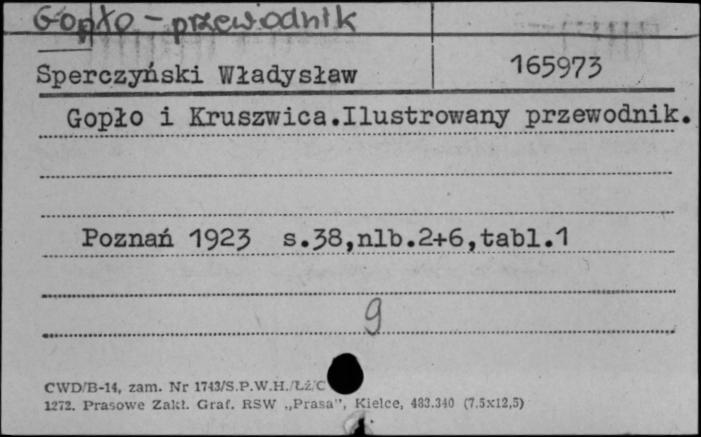 Gopło - przewodnik
Sperczyński Władysław 165973
Gopło i Kruszwica.Ilustrowany przewodnik.
Poznań 1923 s.38,nlb.2+6,tabl.1
9
CWD/B-14, zam. Nr 1743/S.P.W.H./Łź/C
1272. Prasowe Zakł. Graf. RSW „Prasa”, Kielce, 483.340 (7,5x12,5)